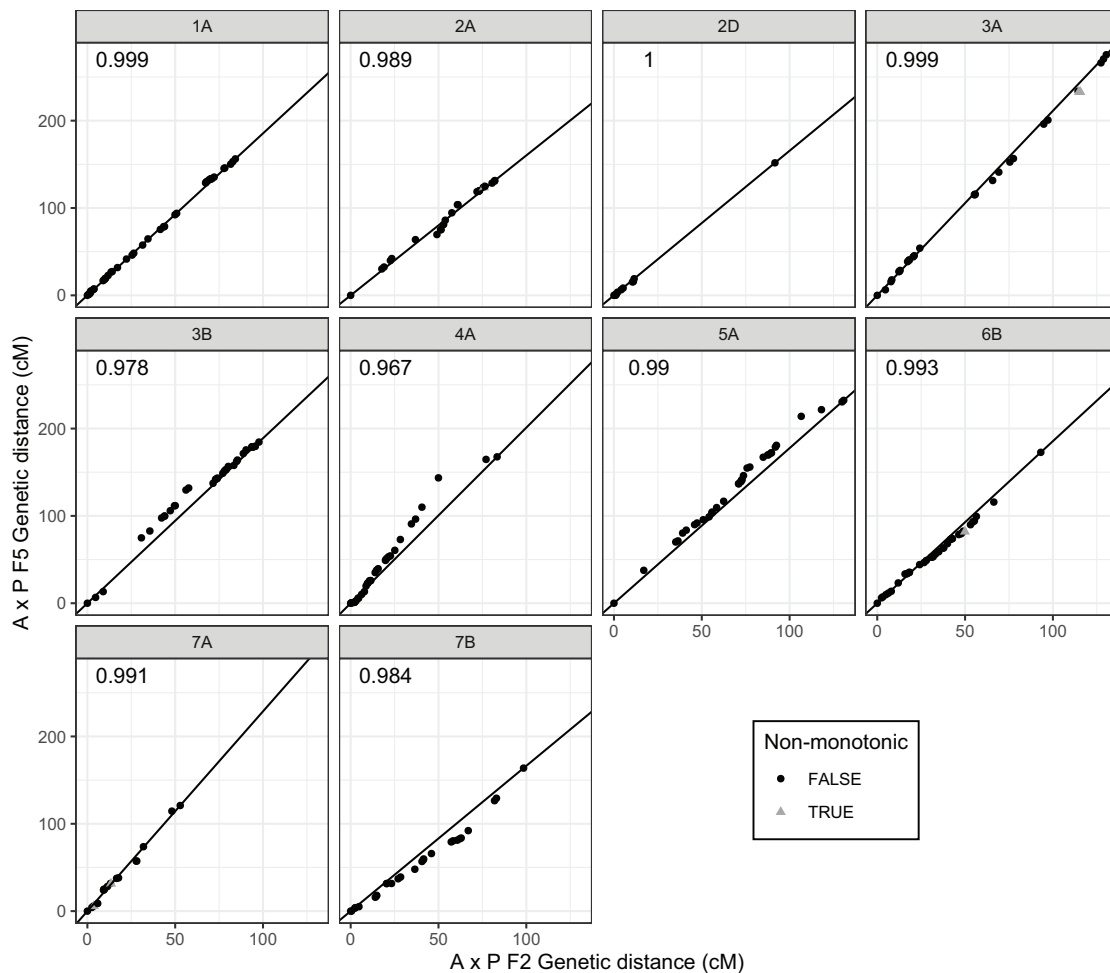 1A 2A 2D 3A
0.999 0.989 1 0.999
200
100
0
3B 4A 5A 6B
0.978 0.967 0.99 0.993
200
100
0
0 50 100 0 50 100
7A 7B
0.991 0.984
200
100
0
0 50 100 0 50 100
A x P F5 Genetic distance (cM)
A x P F2 Genetic distance (cM)
Non-monotonic
FALSE
TRUE